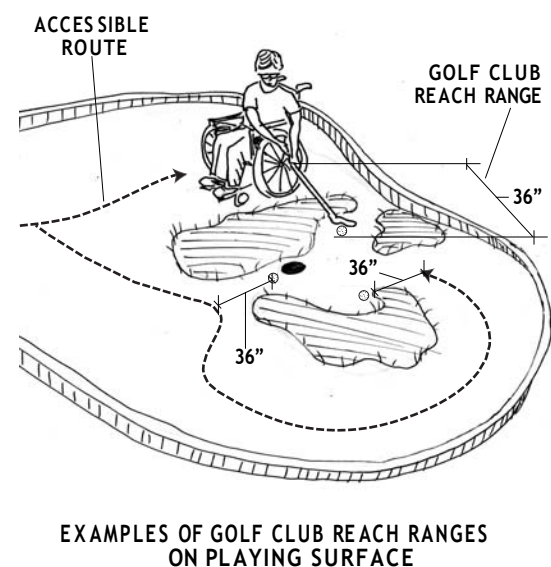 ACCESSIBLE
ROUTE
GOLF CLUB
REACH RANGE
36”
36”
36”
EXAMPLES OF GOLF CLUB REACH RANGES
ON PLAYING SURFACE